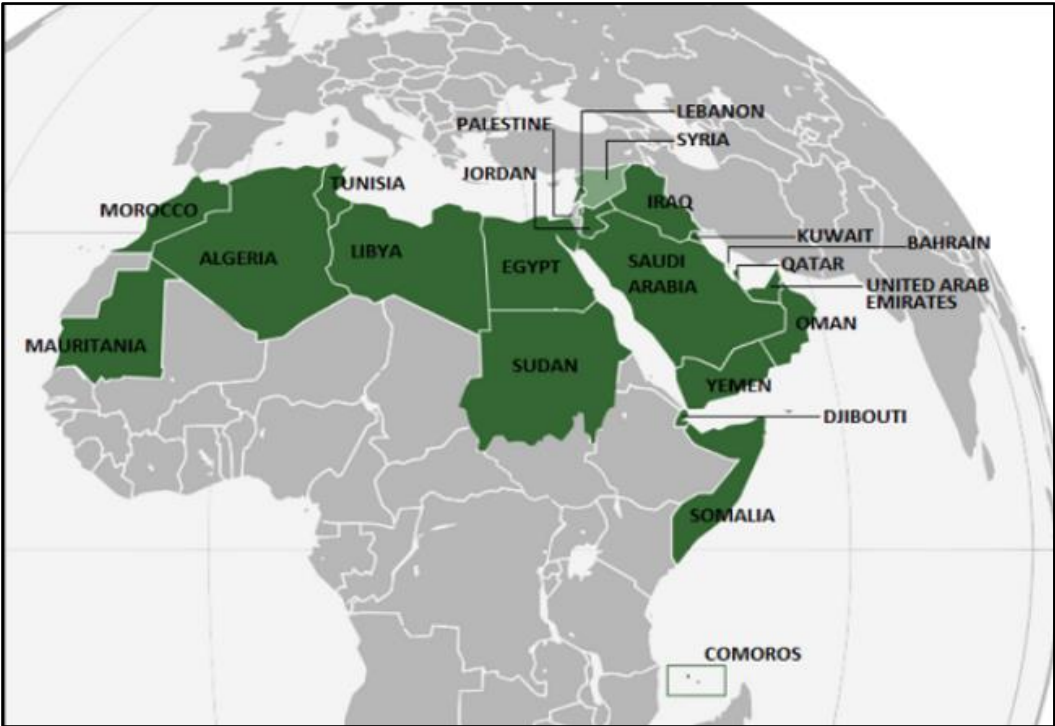 LEBANON
PALESTINE
SYRIA
JORDAN
TUNISIA
IRAQ
MOROCCO
KUWAIT
BAHRAIN
ALGERIA
LIBYA
EGYPT
SAUDI
ARABIA
QATAR
UNITED ARAB
EMIRATES
OMAN
MAURITANIA
SUDAN
YEMEN
DJIBOUTI
SOMALIA
COMOROS